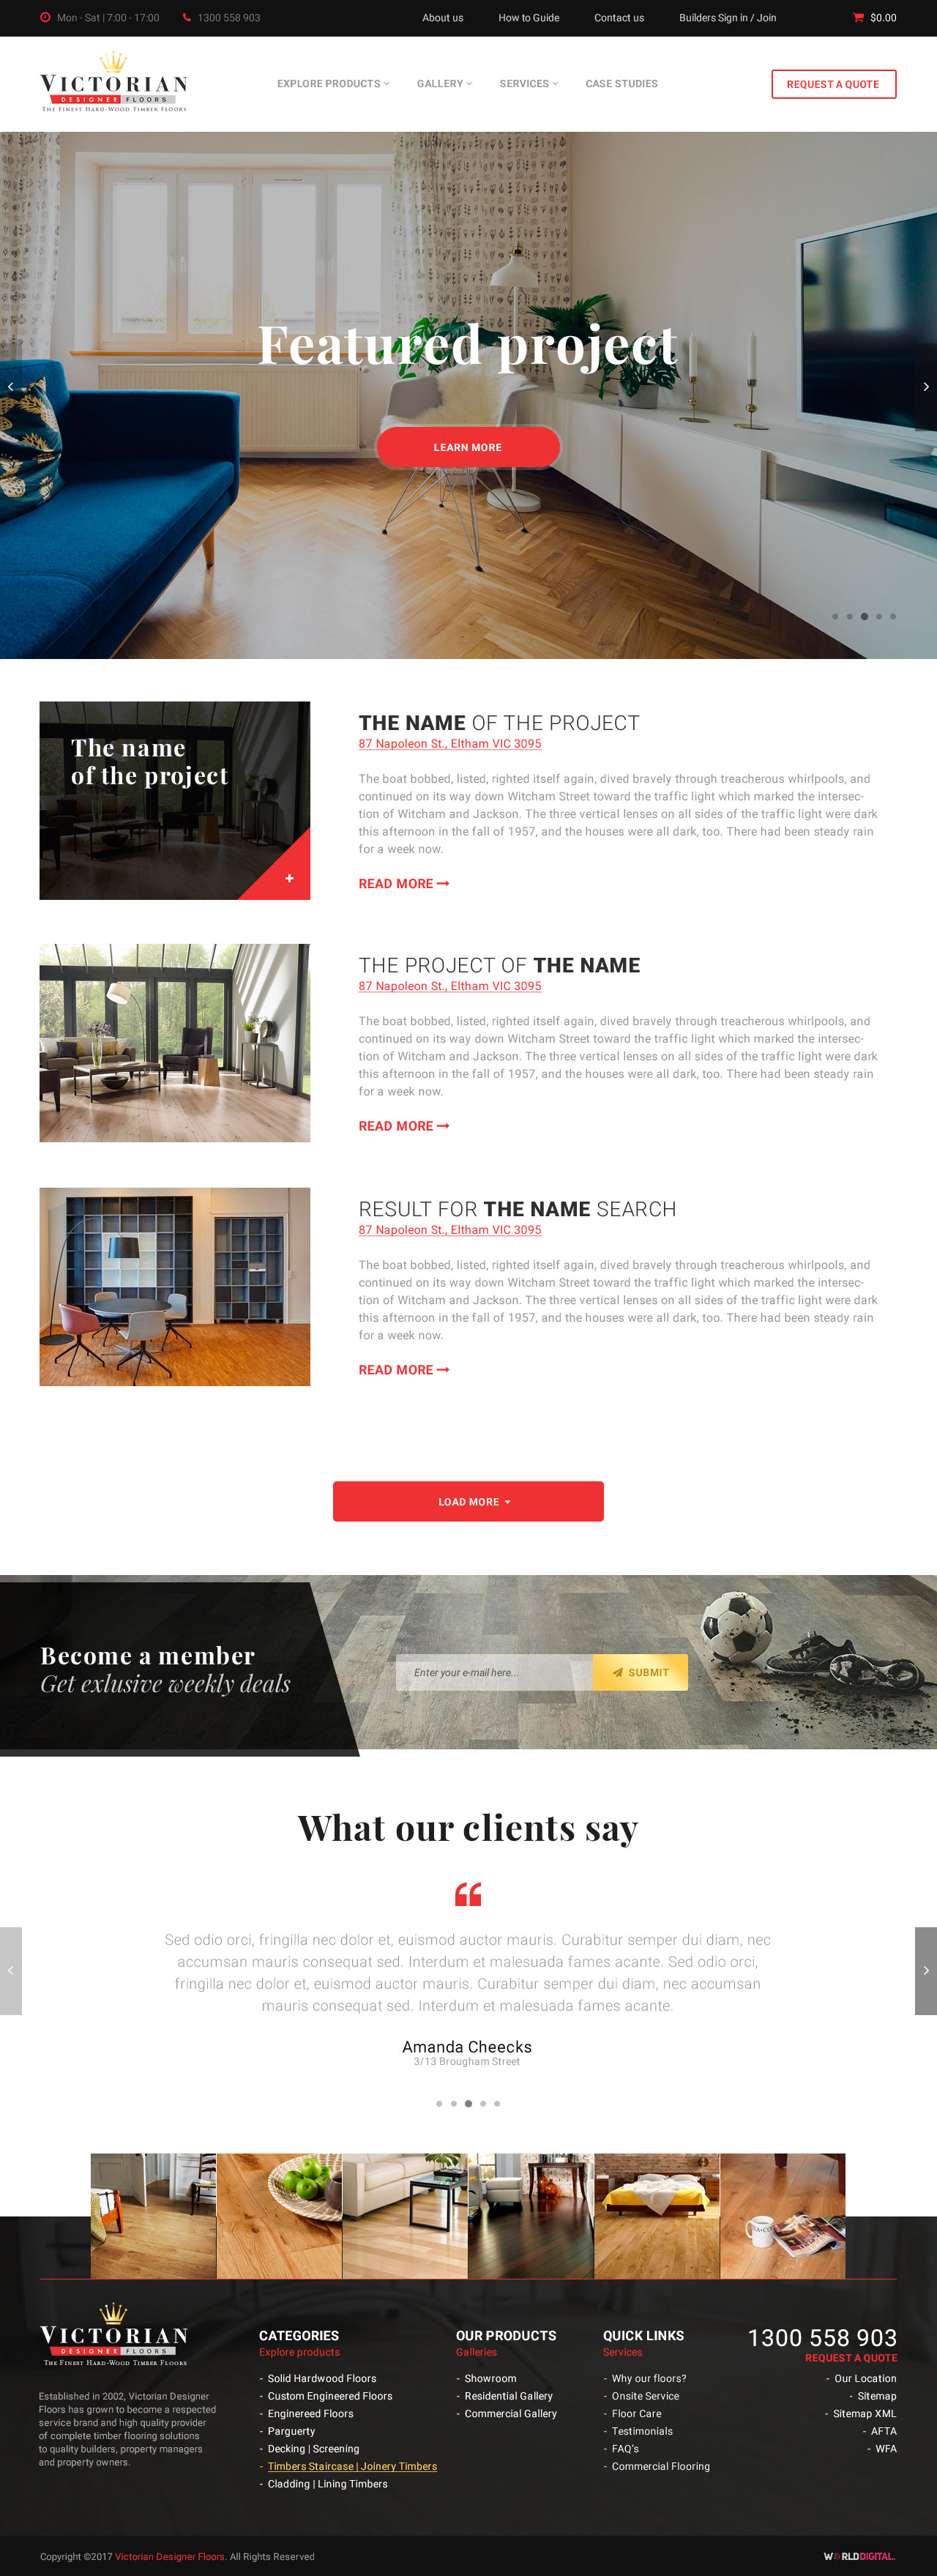 Mon - Sat | 7:00 - 17:00
1300 558 903
About us
How to Guide
Contact us
Builders Sign in / Join
$0.00
VICTORIAN
DESIGNER FLOORS
THE FINEST HARD-WOOD TIMBER FLOORS
EXPLORE PRODUCTS
GALLERY
SERVICES
CASE STUDIES
REQUEST A QUOTE
Featured project
LEARN MORE
The name
of the project
THE NAME OF THE PROJECT
87 Napoleon St., Eltham VIC 3095
The boat bobbed, listed, righted itself again, dived bravely through treacherous whirlpools, and
continued on its way down Witcham Street toward the traffic light which marked the intersec-
tion of Witcham and Jackson. The three vertical lenses on all sides of the traffic light were dark
this afternoon in the fall of 1957, and the houses were all dark, too. There had been steady rain
for a week now.
READ MORE
THE PROJECT OF THE NAME
87 Napoleon St., Eltham VIC 3095
The boat bobbed, listed, righted itself again, dived bravely through treacherous whirlpools, and
continued on its way down Witcham Street toward the traffic light which marked the intersec-
tion of Witcham and Jackson. The three vertical lenses on all sides of the traffic light were dark
this afternoon in the fall of 1957, and the houses were all dark, too. There had been steady rain
for a week now.
READ MORE
RESULT FOR THE NAME SEARCH
87 Napoleon St., Eltham VIC 3095
The boat bobbed, listed, righted itself again, dived bravely through treacherous whirlpools, and
continued on its way down Witcham Street toward the traffic light which marked the intersec-
tion of Witcham and Jackson. The three vertical lenses on all sides of the traffic light were dark
this afternoon in the fall of 1957, and the houses were all dark, too. There had been steady rain
for a week now.
READ MORE
LOAD MORE
Become a member
Get exlusive weekly deals
Enter your e-mail here...
SUBMIT
What our clients say
Sed odio orci, fringilla nec dolor et, euismod auctor mauris. Curabitur semper dui diam, nec
accumsan mauris consequat sed. Interdum et malesuada fames acante. Sed odio orci,
fringilla nec dolor et, euismod auctor mauris. Curabitur semper dui diam, nec accumsan
mauris consequat sed. Interdum et malesuada fames acante.
Amanda Cheecks
3/13 Brougham Street
VICTORIAN
DESIGNER FLOORS
THE FINEST HARD-WOOD TIMBER FLOORS
Established in 2002, Victorian Designer
Floors has grown to become a respected
service brand and high quality provider
of complete timber flooring solutions
to quality builders, property managers
and property owners.
CATEGORIES
Explore products
- Solid Hardwood Floors
- Custom Engineered Floors
- Enginereed Floors
- Parguerty
- Decking | Screening
- Timbers Staircase | Joinery Timbers
- Cladding | Lining Timbers
OUR PRODUCTS
Galleries
- Showroom
- Residential Gallery
- Commercial Gallery
QUICK LINKS
Services
- Why our floors?
- Onsite Service
- Floor Care
- Testimonials
- FAQ's
- Commercial Flooring
1300 558 903
REQUEST A QUOTE
- Our Location
- Sitemap
- Sitemap XML
- AFTA
- WFA
Copyright ©2017 Victorian Designer Floors. All Rights Reserved
WORLDDIGITAL.